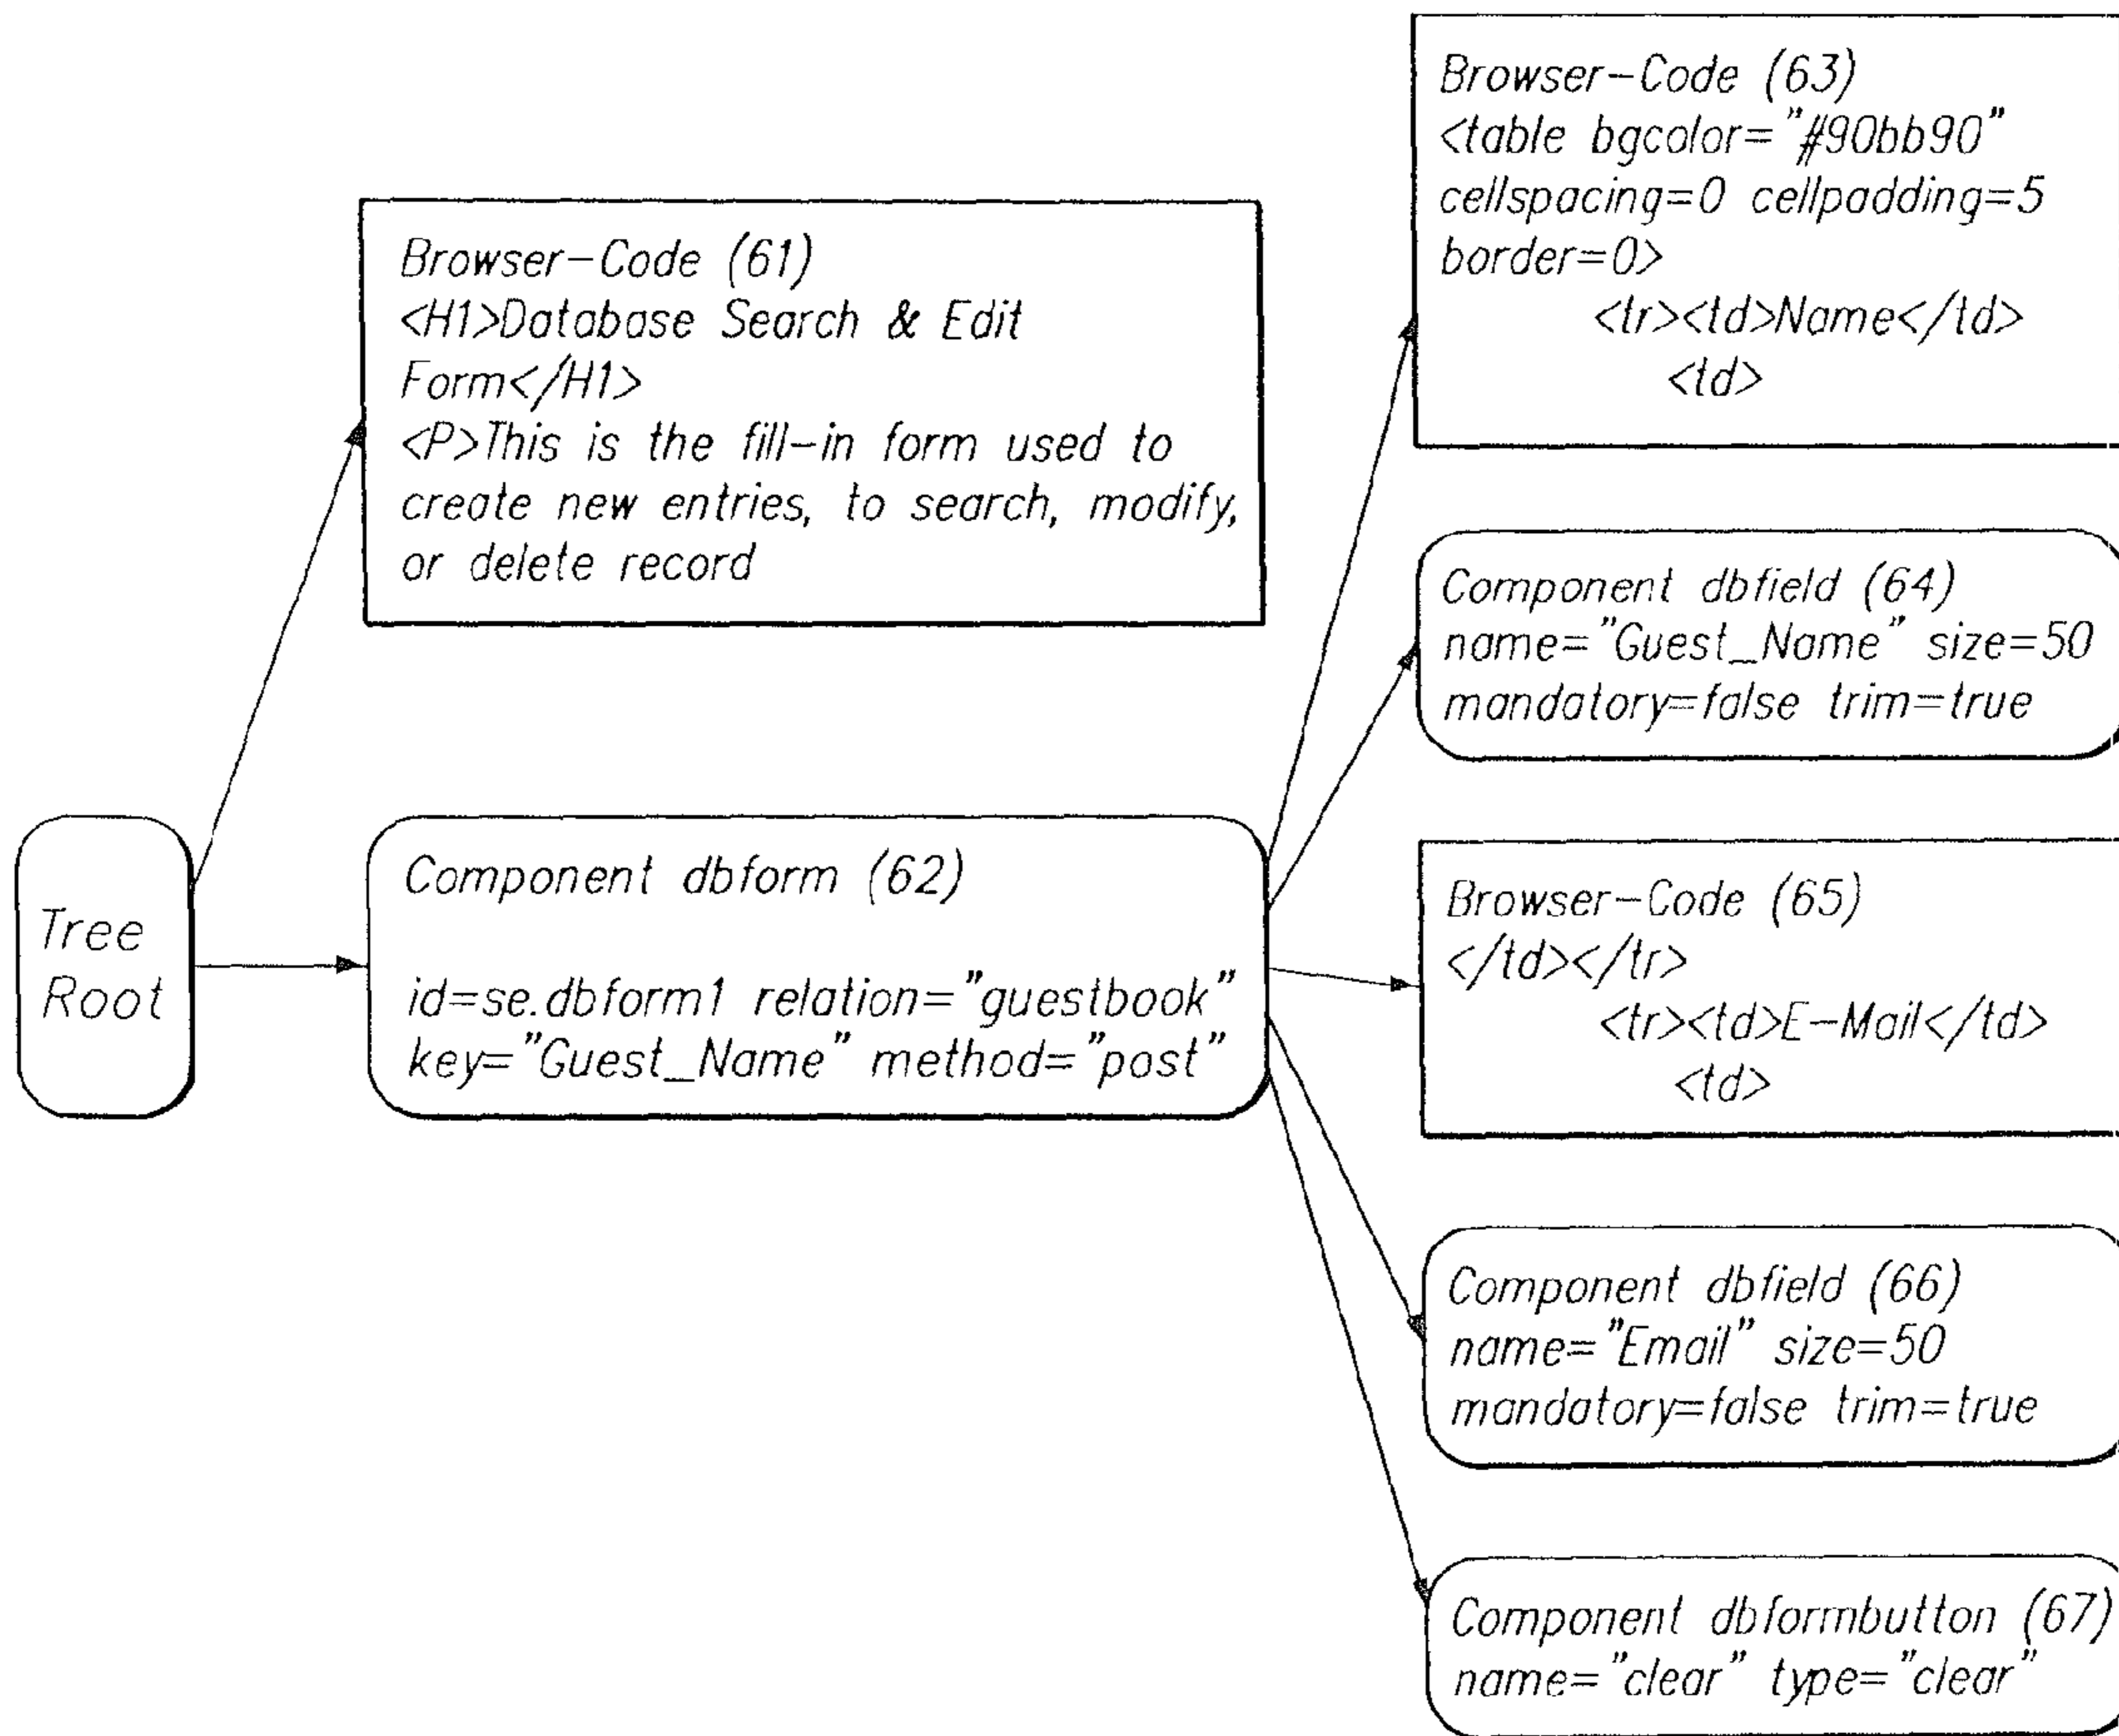 Tree
Root
Browser-Code (61)
<H1>Database Search & Edit
Form</H1>
<P>This is the fill-in form used to
create new entries, to search, modify,
or delete record
Component dbform (62)
id=se.dbform1 relation="guestbook"
key="Guest_Name" method="post"
Browser-Code (63)
<table bgcolor="#90bb90"
cellspacing=0 cellpadding=5
border=0>
<tr><td>Name</td>
<td>
Component dbfield (64)
name="Guest_Name" size=50
mandatory=false trim=true
Browser-Code (65)
</td></tr>
<tr><td>E-Mail</td>
<td>
Component dbfield (66)
name="Email" size=50
mandatory=false trim=true
Component dbformbutton (67)
name="clear" type="clear"